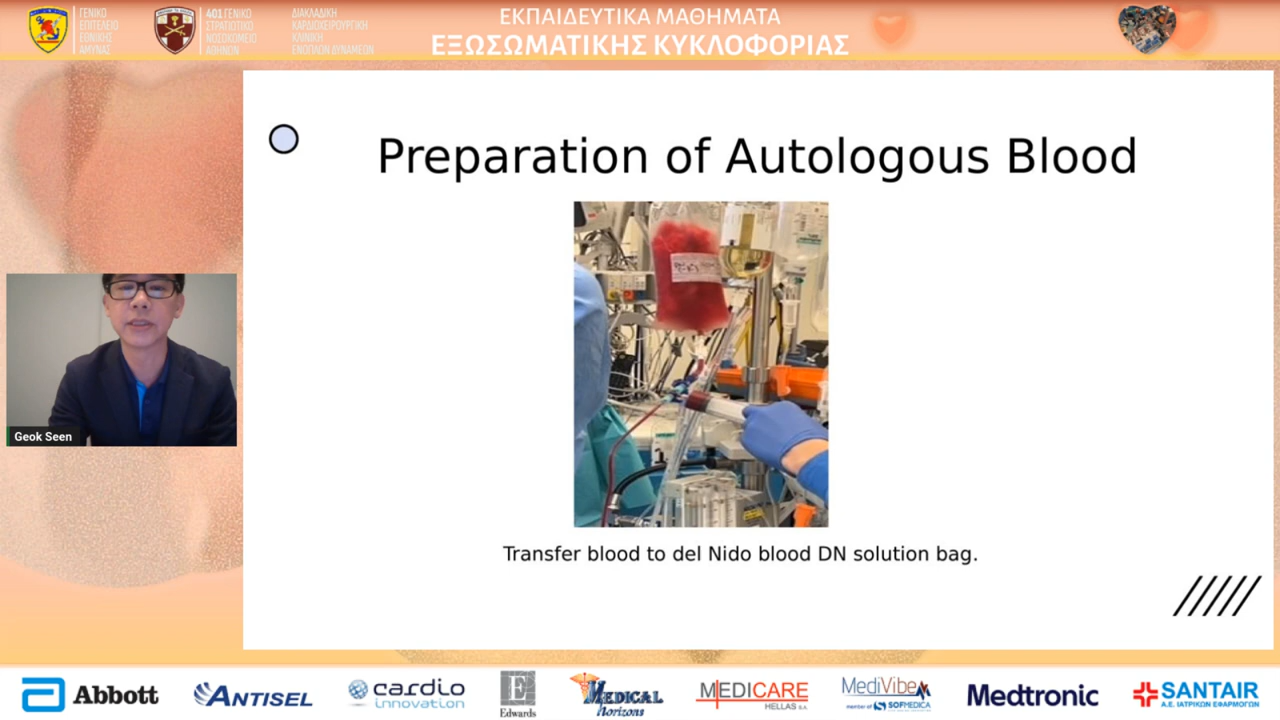 ΓΕΝΙΚΟ
ΕΠΙΤΕΛΕΙΟ
ΕΘΝΙΚΗΣ
ΑΜΥΝΑΣ
401 ΓΕΝΙΚΟ
ΣΤΡΑΤΙΩΤΙΚΟ
ΝΟΣΟΚΟΜΕΙΟ
ΑΘΗΝΩΝ
ΔΙΑΚΛΑΔΙΚΗ
ΚΑΡΔΙΟΧΕΙΡΟΥΡΓΙΚΗ
ΚΛΙΝΙΚΗ
ΕΝΟΠΛΩΝ ΔΥΝΑΜΕΩΝ
ΕΚΠΑΙΔΕΥΤΙΚΑ ΜΑΘΗΜΑΤΑ
ΕΞΩΣΩΜΑΤΙΚΗΣ ΚΥΚΛΟΦΟΡΙΑΣ
Preparation of Autologous Blood
Geok Seen
Transfer blood to del Nido blood DN solution bag.
Abbott
ANTISEL
cardio
innovation
E
Edwards
MEDICAL
horizons
MEDICARE
HELLAS S.A.
MediVibe
member of SOFMEDICA
Medtronic
SANTAIR
Α.Ε. ΙΑΤΡΙΚΩΝ ΕΦΑΡΜΟΓΩΝ